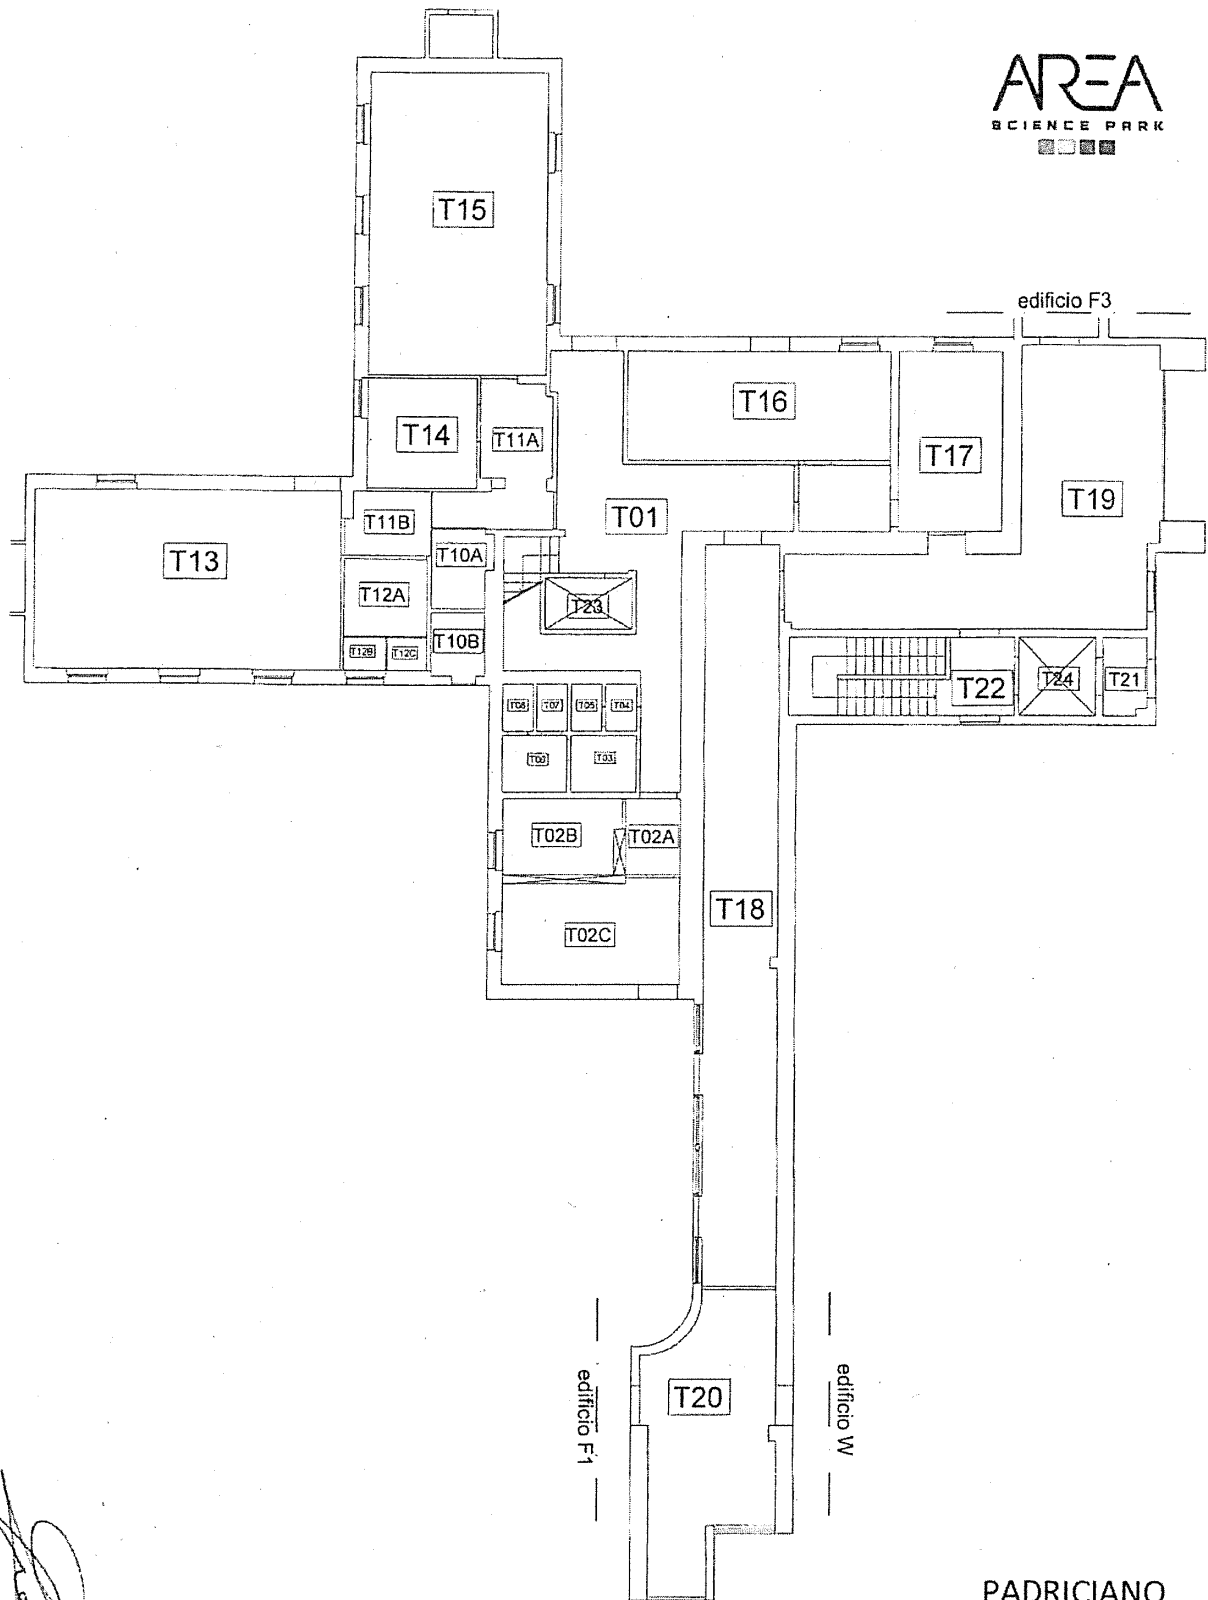 AREA
SCIENCE PARK
T15
edificio F3
T16
T14
T11A
T17
T19
T01
T11B
T13
T10A
T12A
T23
T10B
T12B
T12C
T22
T24
T21
T07
T05
T04
T03
T02B
T02A
T18
T02C
edificio F1
T20
edificio W
PADRICIANO